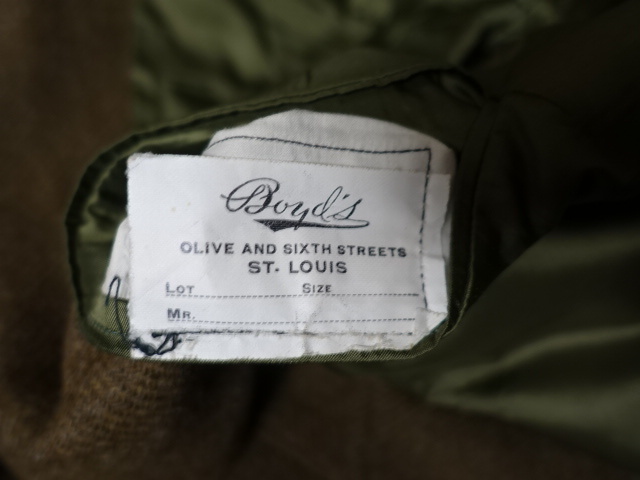 Boyd's
OLIVE AND SIXTH STREETS
ST. LOUIS
LOT SIZE
MR.